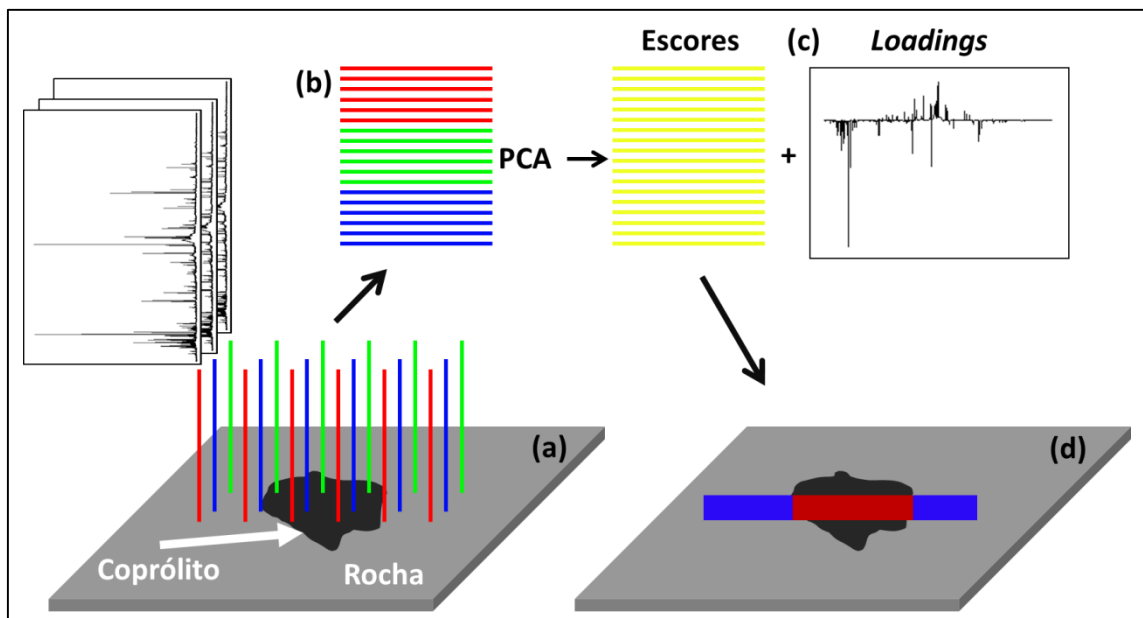 Escores
(c)
Loadings
(b)
PCA
+
(a)
Coprólito
Rocha
(d)